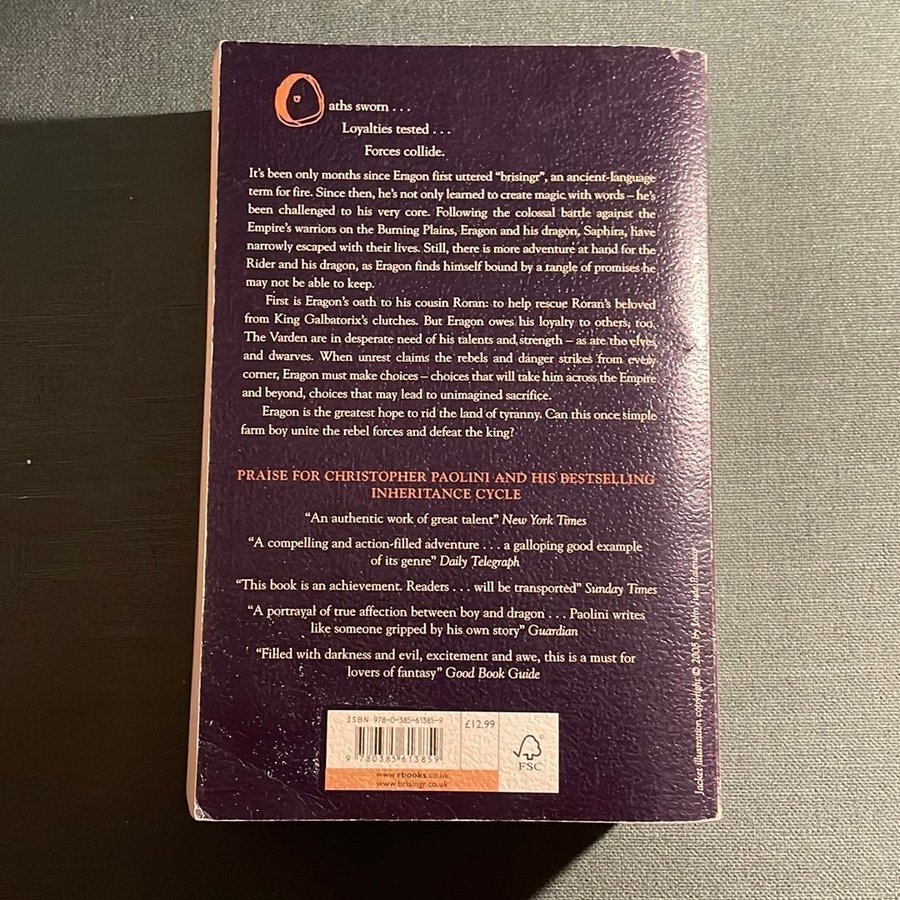 Oaths sworn . . .
Loyalties tested . . .
Forces collide.
It's been only months since Eragon first uttered "brisingr", an ancient-language
term for fire. Since then, he's not only learned to create magic with words – he's
been challenged to his very core. Following the colossal battle against the
Empire's warriors on the Burning Plains, Eragon and his dragon, Saphira, have
narrowly escaped with their lives. Still, there is more adventure at hand for the
Rider and his dragon, as Eragon finds himself bound by a tangle of promises he
may not be able to keep.
First is Eragon's oath to his cousin Roran: to help rescue Roran's beloved
from King Galbatorix's clutches. But Eragon owes his loyalty to others, too.
The Varden are in desperate need of his talents and strength – as are the elves
and dwarves. When unrest claims the rebels and danger strikes from every
corner, Eragon must make choices – choices that will take him across the Empire
and beyond, choices that may lead to unimagined sacrifice.
Eragon is the greatest hope to rid the land of tyranny. Can this once simple
farm boy unite the rebel forces and defeat the king?
PRAISE FOR CHRISTOPHER PAOLINI AND HIS BESTSELLING
INHERITANCE CYCLE
"An authentic work of great talent" New York Times
"A compelling and action-filled adventure . . . a galloping good example
of its genre" Daily Telegraph
"This book is an achievement. Readers . . . will be transported" Sunday Times
"A portrayal of true affection between boy and dragon . . . Paolini writes
like someone gripped by his own story" Guardian
"Filled with darkness and evil, excitement and awe, this is a must for
lovers of fantasy" Good Book Guide
ISBN 978-0-385-61385-9
£12.99
9 780385 613859
FSC
www.rbooks.co.uk
www.brisingr.co.uk
Jacket illustration copyright © 2005 by John Jude Palencar